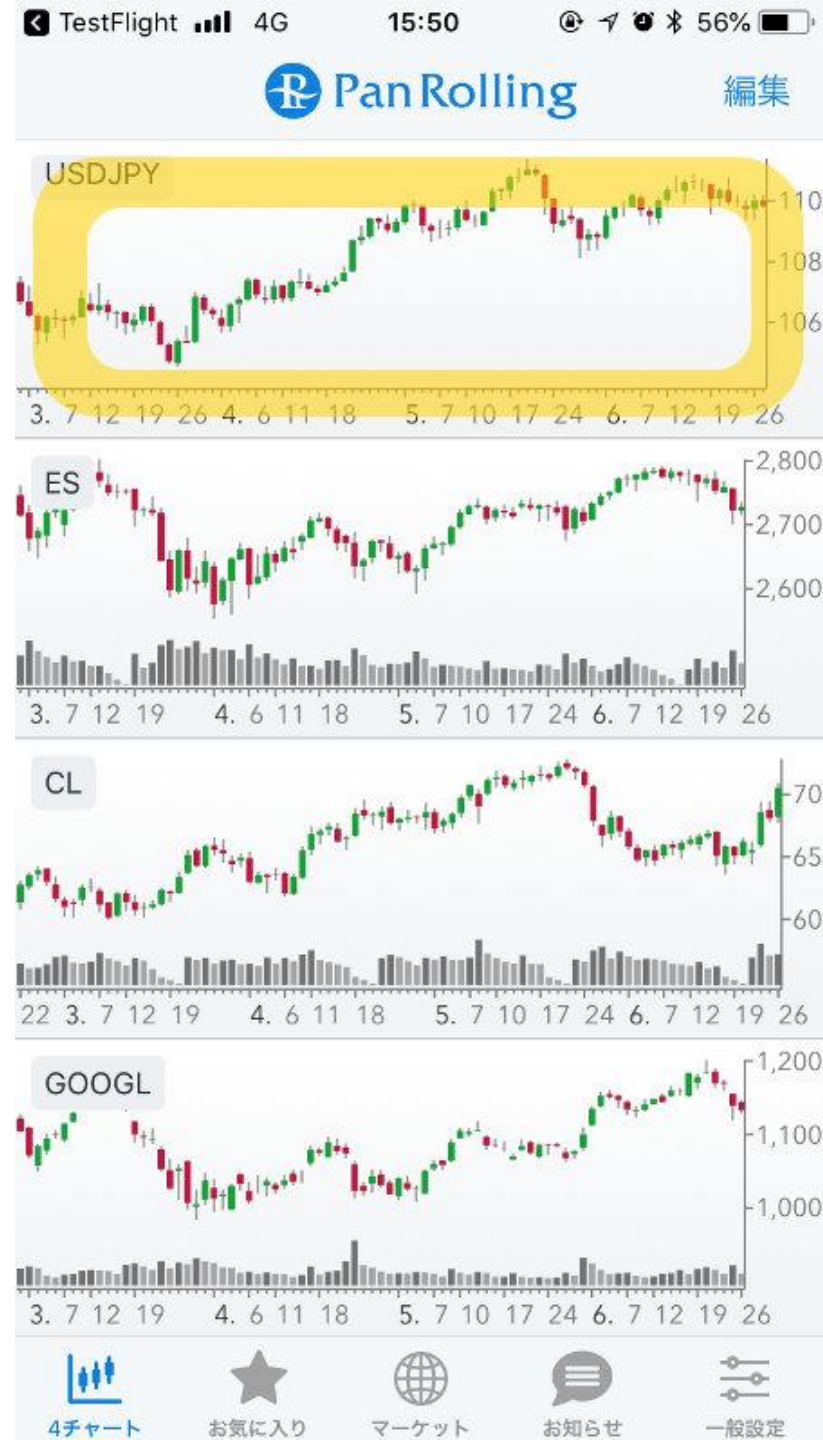 TestFlight 4G 15:50 56%
Pan Rolling 編集
USDJPY
110
108
106
3. 7 12 19 26 4. 6 11 18 5. 7 10 17 24 6. 7 12 19 26
ES
2,800
2,700
2,600
3. 7 12 19 4. 6 11 18 5. 7 10 17 24 6. 7 12 19 26
CL
70
65
60
22 3. 7 12 19 4. 6 11 18 5. 7 10 17 24 6. 7 12 19 26
GOOGL
1,200
1,100
1,000
3. 7 12 19 4. 6 11 18 5. 7 10 17 24 6. 7 12 19 26
4チャート お気に入り マーケット お知らせ 一般設定